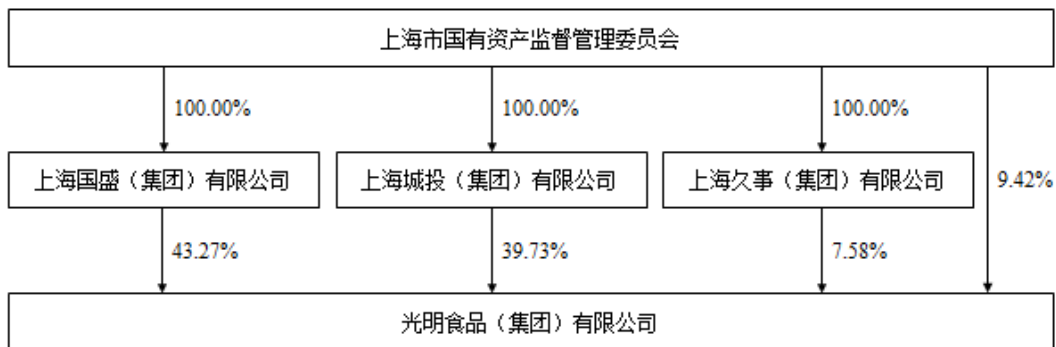 上海市国有资产监督管理委员会
100.00%
100.00%
100.00%
上海国盛（集团）有限公司
上海城投（集团）有限公司
上海久事（集团）有限公司
9.42%
43.27%
39.73%
7.58%
光明食品（集团）有限公司